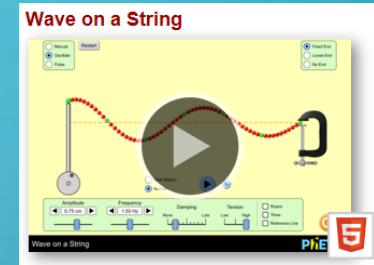 Wave on a String
Manual
Oscillate
Pulse
Restart
Fixed End
Loose End
No End
Amplitude
0.75 cm
Frequency
1.50 Hz
Damping
None
Lots
Tension
Low
High
Rulers
Timer
Reference Line
Wave on a String
PhET
5